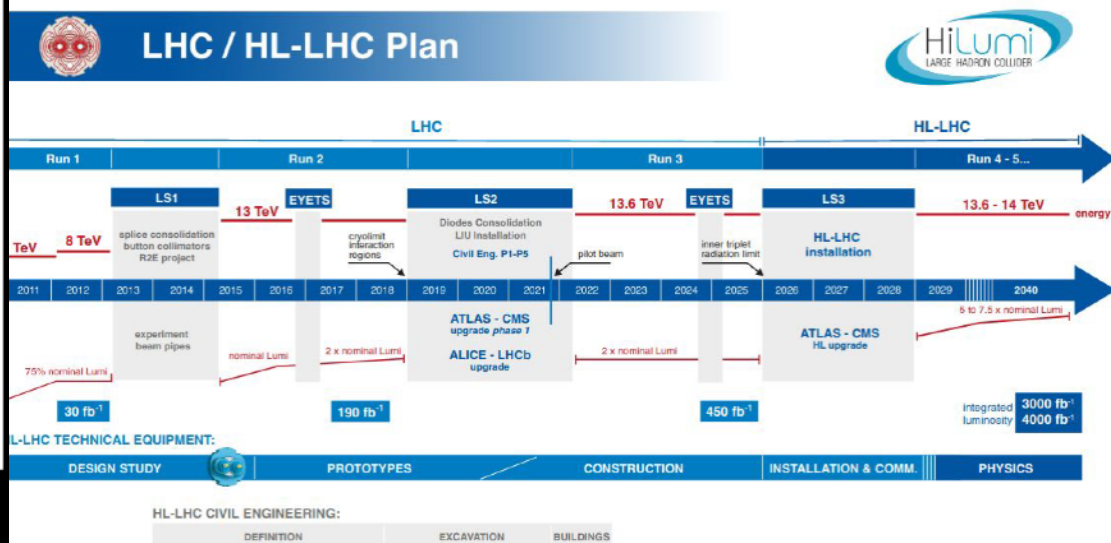 LHC / HL-LHC Plan
HiLumi
LARGE HADRON COLLIDER
LHC
HL-LHC
Run 1
Run 2
Run 3
Run 4 - 5...
LS1
EYETS
LS2
EYETS
LS3
13 TeV
13.6 TeV
13.6 - 14 TeV
energy
TeV
8 TeV
splice consolidation
button collimators
R2E project
cryolimit
interaction
regions
Diodes Consolidation
LIU Installation
Civil Eng. P1-P5
pilot beam
inner triplet
radiation limit
HL-LHC
installation
2011 2012 2013 2014 2015 2016 2017 2018 2019 2020 2021 2022 2023 2024 2025 2026 2027 2028 2029 2040
5 to 7.5 x nominal Lumi
experiment
beam pipes
ATLAS - CMS
upgrade phase 1
ALICE - LHCb
upgrade
ATLAS - CMS
HL upgrade
75% nominal Lumi
nominal Lumi
2 x nominal Lumi
2 x nominal Lumi
30 fb⁻¹
190 fb⁻¹
450 fb⁻¹
integrated
luminosity
3000 fb⁻¹
4000 fb⁻¹
L-LHC TECHNICAL EQUIPMENT:
DESIGN STUDY
PROTOTYPES
CONSTRUCTION
INSTALLATION & COMM.
PHYSICS
HL-LHC CIVIL ENGINEERING:
DEFINITION
EXCAVATION
BUILDINGS